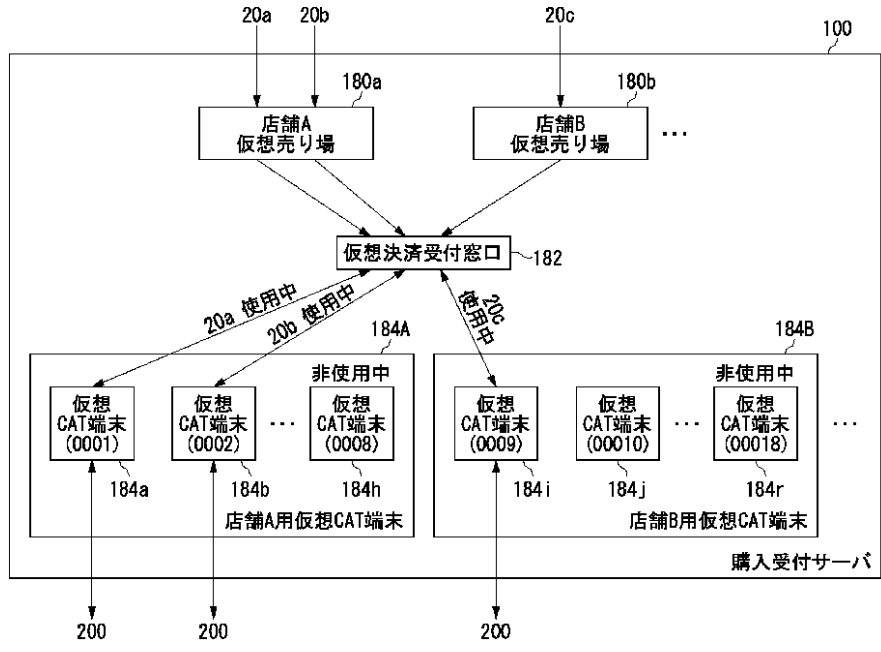 20a
20b
20c
100
180a
180b
店舗A
仮想売り場
店舗B
仮想売り場
...
仮想決済受付窓口
182
20a 使用中
20b 使用中
20c
使用中
184A
184B
非使用中
非使用中
仮想
CAT端末
(0001)
仮想
CAT端末
(0002)
...
仮想
CAT端末
(0008)
仮想
CAT端末
(0009)
仮想
CAT端末
(00010)
...
仮想
CAT端末
(00018)
...
184a
184b
184h
184i
184j
184r
店舗A用仮想CAT端末
店舗B用仮想CAT端末
購入受付サーバ
200
200
200